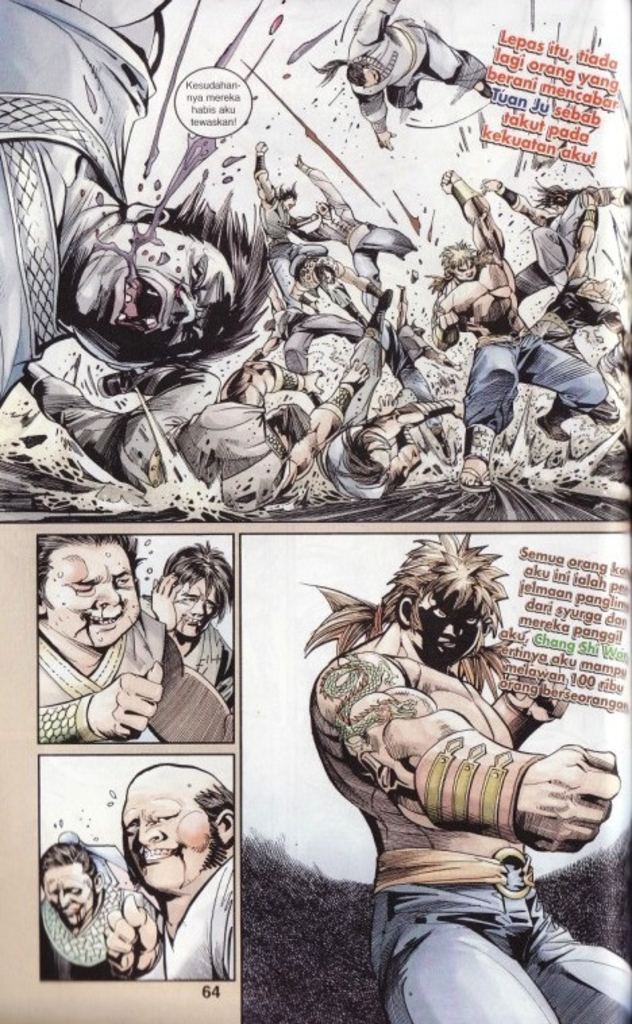 Kesudahan-
nya mereka
habis aku
tewaskan!
Lepas itu, tiada
lagi orang yang
berani mencabar
Tuan Ju sebab
takut pada
kekuatan aku!
Semua orang
aku ini ialah
jelmaan panglim
dari syurga dan
mereka panggil
aku, Chang Shi
ertinya aku mampu
melawan 100 ribu
orang berseorangan
64